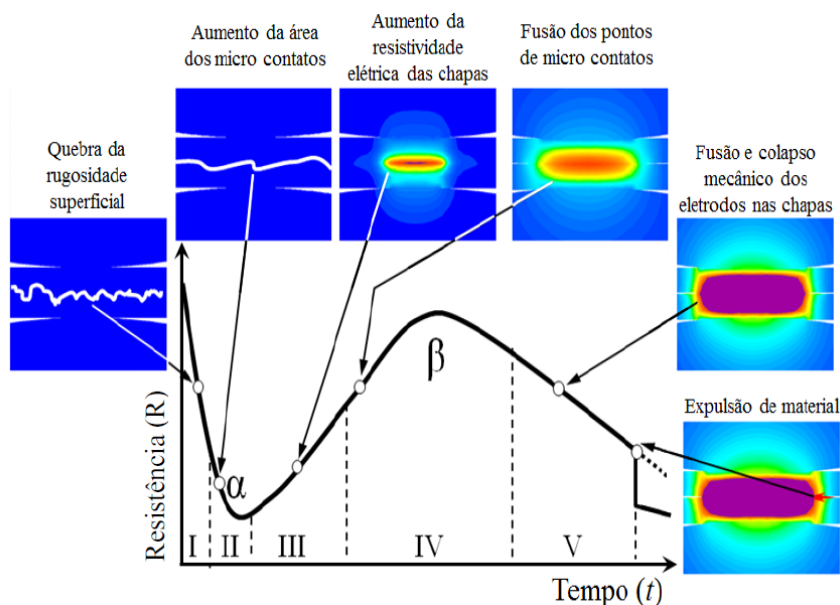 Aumento da área
dos micro contatos
Aumento da
resistividade
elétrica das chapas
Fusão dos pontos
de micro contatos
Quebra da
rugosidade
superficial
Fusão e colapso
mecânico dos
eletrodos nas chapas
Expulsão de material
Resistência (R)
α
β
I
II
III
IV
V
Tempo (t)